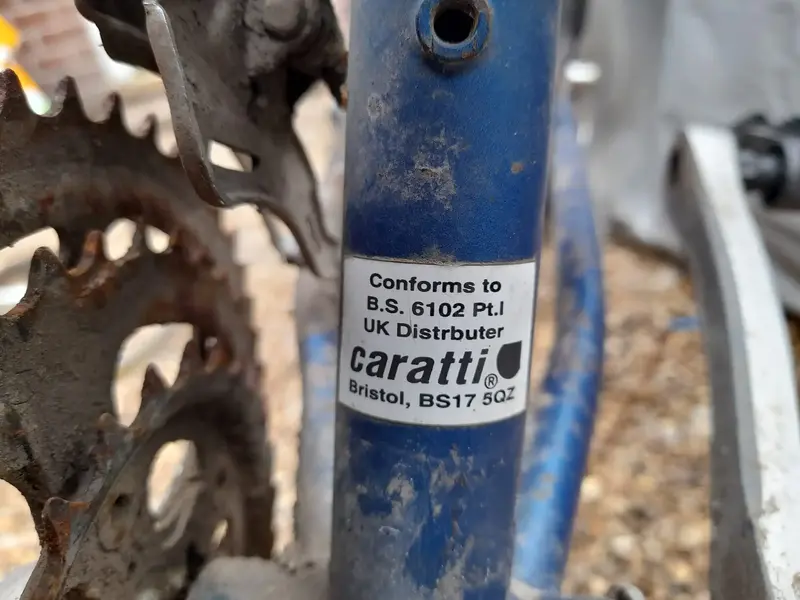 Conforms to
B.S. 6102 Pt.I
UK Distrbuter
caratti®
Bristol, BS17 5QZ